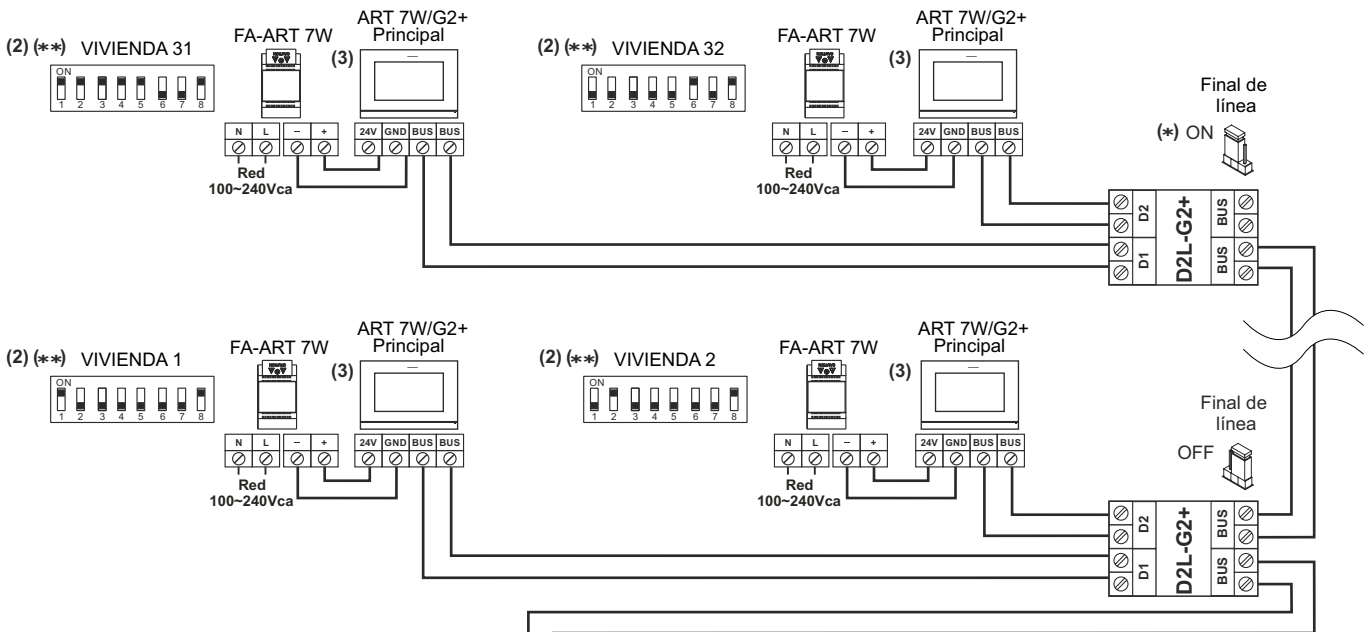 (2) (**) VIVIENDA 31
ON
1 2 3 4 5 6 7 8
FA-ART 7W
ART 7W/G2+
Principal
(3)
N L – +
24V GND BUS BUS
Red
100~240Vca
(2) (**) VIVIENDA 32
ON
1 2 3 4 5 6 7 8
FA-ART 7W
ART 7W/G2+
Principal
(3)
N L – +
24V GND BUS BUS
Red
100~240Vca
Final de
línea
(*) ON
D2
D1
D2L-G2+
BUS
BUS
(2) (**) VIVIENDA 1
ON
1 2 3 4 5 6 7 8
FA-ART 7W
ART 7W/G2+
Principal
(3)
N L – +
24V GND BUS BUS
Red
100~240Vca
(2) (**) VIVIENDA 2
ON
1 2 3 4 5 6 7 8
FA-ART 7W
ART 7W/G2+
Principal
(3)
N L – +
24V GND BUS BUS
Red
100~240Vca
Final de
línea
OFF
D2
D1
D2L-G2+
BUS
BUS